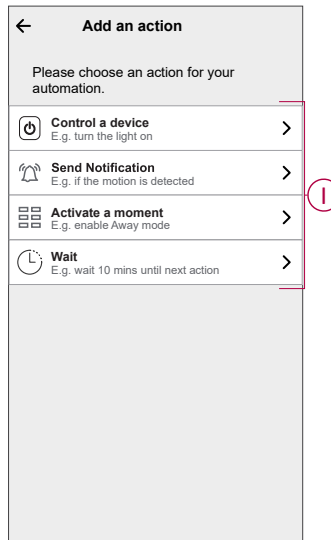 Add an action
Please choose an action for your
automation.
Control a device
E.g. turn the light on
Send Notification
E.g. if the motion is detected
Activate a moment
E.g. enable Away mode
Wait
E.g. wait 10 mins until next action
I